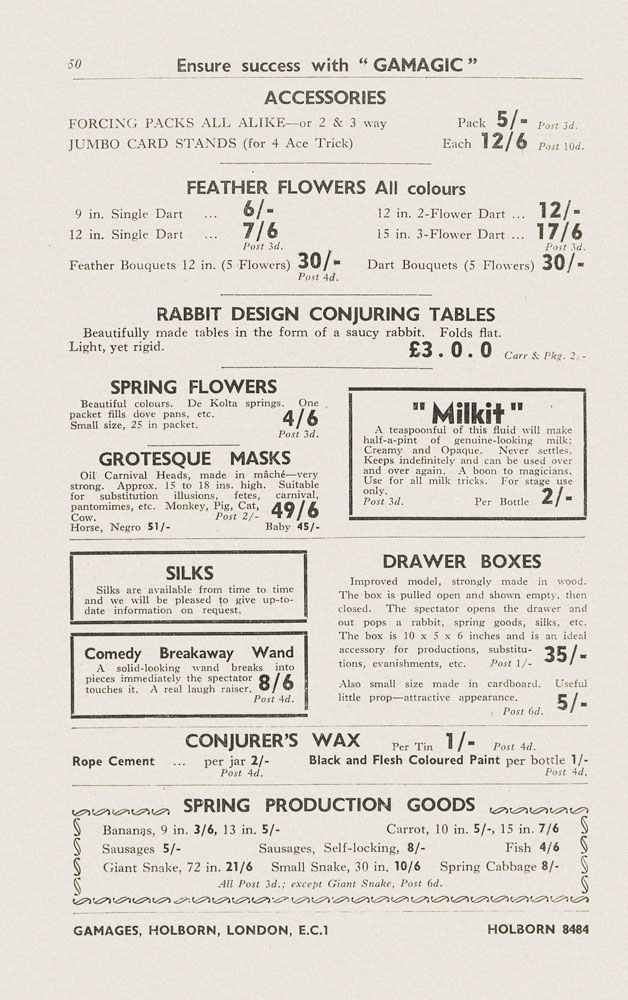 50
Ensure success with "GAMAGIC"
ACCESSORIES
FORCING PACKS ALL ALIKE—or 2 & 3 way Pack 5/- Post 3d.
JUMBO CARD STANDS (for 4 Ace Trick) Each 12/6 Post 10d.
FEATHER FLOWERS All colours
9 in. Single Dart ... 6/- 12 in. 2-Flower Dart ... 12/-
12 in. Single Dart ... 7/6 15 in. 3-Flower Dart ... 17/6
Post 3d. Post 3d.
Feather Bouquets 12 in. (5 Flowers) 30/- Dart Bouquets (5 Flowers) 30/-
Post 4d.
RABBIT DESIGN CONJURING TABLES
Beautifully made tables in the form of a saucy rabbit. Folds flat.
Light, yet rigid. £3.0.0 Carr & Pkg. 2/-
SPRING FLOWERS
Beautiful colours. De Kolta springs. One
packet fills dove pans, etc.
Small size, 25 in packet. 4/6
Post 3d.
GROTESQUE MASKS
Oil Carnival Heads, made in mâché—very
strong. Approx. 15 to 18 ins. high. Suitable
for substitution illusions, fetes, carnival,
pantomimes, etc. Monkey, Pig, Cat,
Cow. Post 2/- 49/6
Horse, Negro 51/- Baby 45/-
"Milkit"
A teaspoonful of this fluid will make
half-a-pint of genuine-looking milk;
Creamy and Opaque. Never settles.
Keeps indefinitely and can be used over
and over again. A boon to magicians.
Use for all milk tricks. For stage use
only.
Post 3d. Per Bottle 2/-
SILKS
Silks are available from time to time
and we will be pleased to give up-to-
date information on request.
Comedy Breakaway Wand
A solid-looking wand breaks into
pieces immediately the spectator
touches it. A real laugh raiser. 8/6
Post 4d.
DRAWER BOXES
Improved model, strongly made in wood.
The box is pulled open and shown empty, then
closed. The spectator opens the drawer and
out pops a rabbit, spring goods, silks, etc.
The box is 10 x 5 x 6 inches and is an ideal
accessory for productions, substitu-
tions, evanishments, etc. Post 1/- 35/-
Also small size made in cardboard. Useful
little prop—attractive appearance. 5/-
Post 6d.
CONJURER'S WAX Per Tin 1/- Post 4d.
Rope Cement ... per jar 2/- Black and Flesh Coloured Paint per bottle 1/-
Post 4d. Post 4d.
SPRING PRODUCTION GOODS
Bananas, 9 in. 3/6, 13 in. 5/- Carrot, 10 in. 5/-, 15 in. 7/6
Sausages 5/- Sausages, Self-locking, 8/- Fish 4/6
Giant Snake, 72 in. 21/6 Small Snake, 30 in. 10/6 Spring Cabbage 8/-
All Post 3d.; except Giant Snake, Post 6d.
GAMAGES, HOLBORN, LONDON, E.C.1 HOLBORN 8484